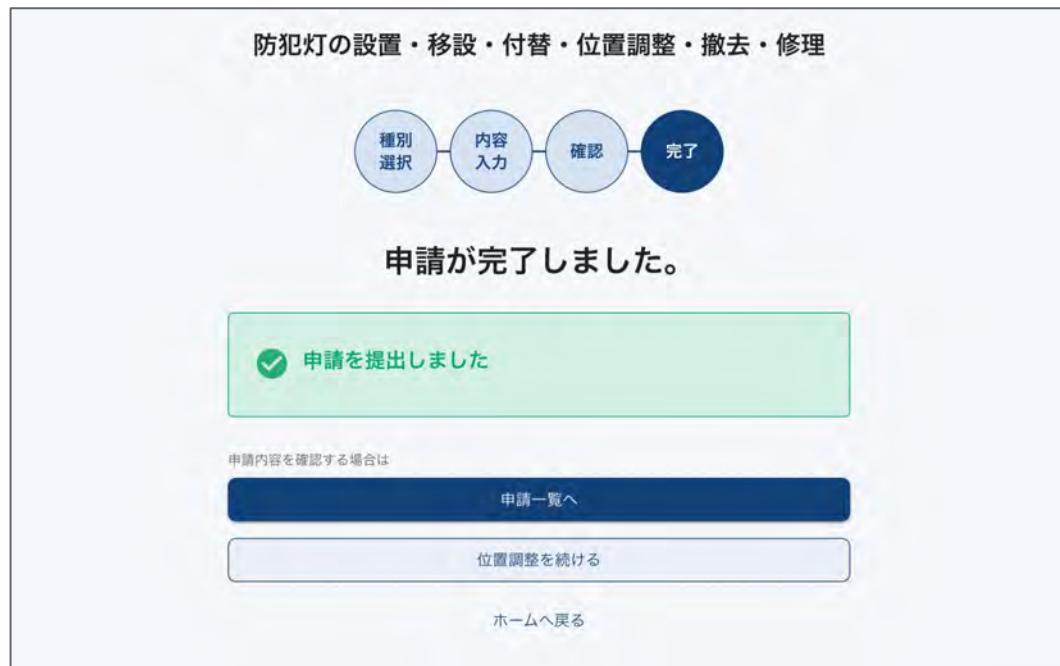 防犯灯の設置・移設・付替・位置調整・撤去・修理
種別
選択
内容
入力
確認
完了
申請が完了しました。
申請を提出しました
申請内容を確認する場合は
申請一覧へ
位置調整を続ける
ホームへ戻る